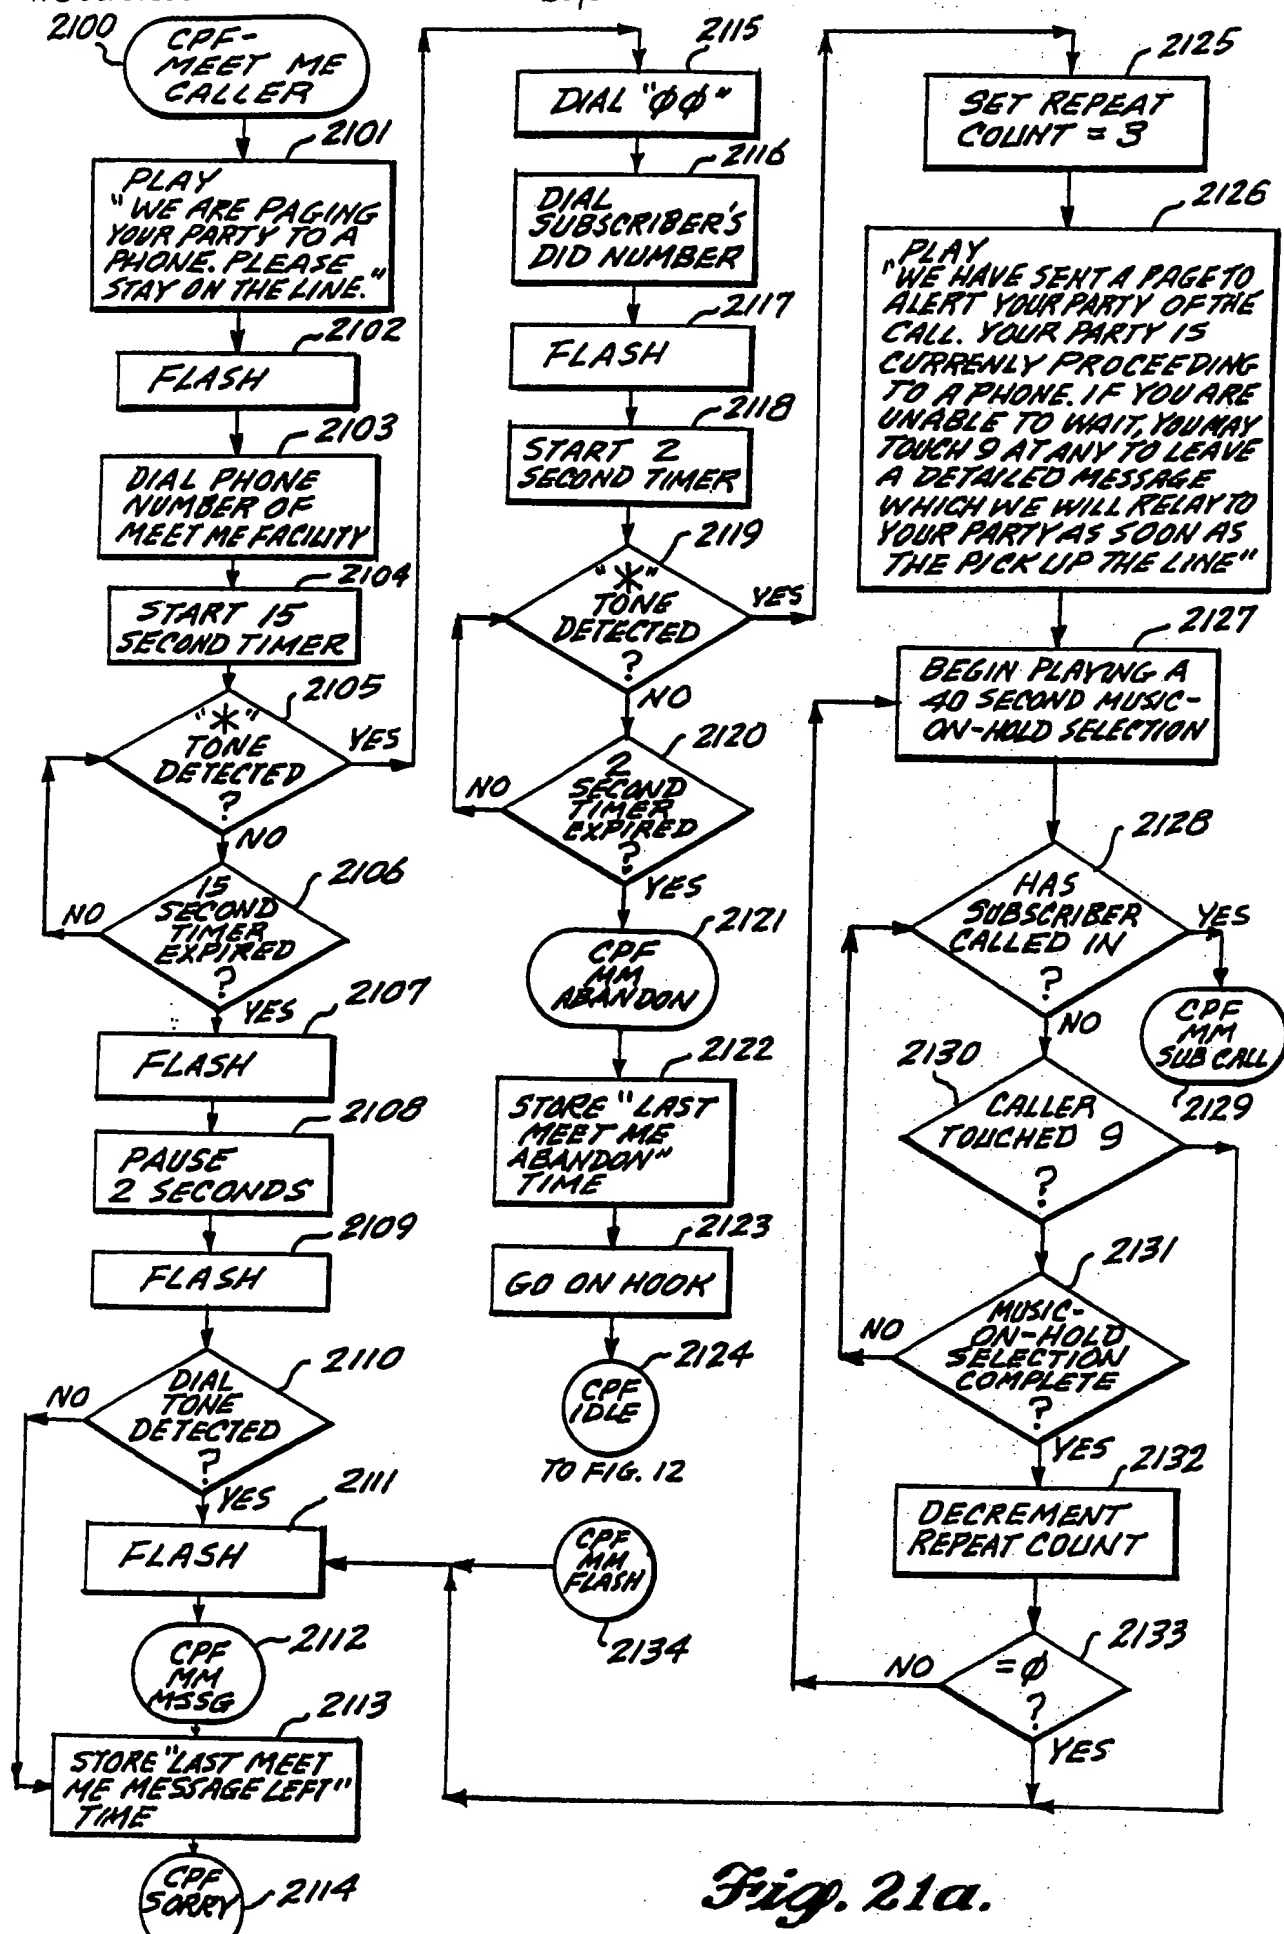 2100
CPF-
MEET ME
CALLER
2101
PLAY
"WE ARE PAGING
YOUR PARTY TO A
PHONE. PLEASE
STAY ON THE LINE."
2102
FLASH
2103
DIAL PHONE
NUMBER OF
MEET ME FACILITY
2104
START 15
SECOND TIMER
2105
"*"
TONE
DETECTED
?
YES
NO
2106
15
SECOND
TIMER
EXPIRED
?
NO
YES
2107
FLASH
2108
PAUSE
2 SECONDS
2109
FLASH
2110
DIAL
TONE
DETECTED
?
NO
YES
2111
FLASH
2112
CPF
MM
MSSG
2113
STORE "LAST MEET
ME MESSAGE LEFT"
TIME
CPF
SORRY
2114
2115
DIAL "φφ"
2116
DIAL
SUBSCRIBER'S
DID NUMBER
2117
FLASH
2118
START 2
SECOND TIMER
2119
"*"
TONE
DETECTED
?
YES
NO
2120
2
SECOND
TIMER
EXPIRED
?
NO
YES
2121
CPF
MM
ABANDON
2122
STORE "LAST
MEET ME
ABANDON"
TIME
2123
GO ON HOOK
2124
CPF
IDLE
TO FIG. 12
CPF
MM
FLASH
2134
2125
SET REPEAT
COUNT = 3
2126
PLAY
"WE HAVE SENT A PAGE TO
ALERT YOUR PARTY OF THE
CALL. YOUR PARTY IS
CURRENLY PROCEEDING
TO A PHONE. IF YOU ARE
UNABLE TO WAIT, YOU MAY
TOUCH 9 AT ANY TO LEAVE
A DETAILED MESSAGE
WHICH WE WILL RELAY TO
YOUR PARTY AS SOON AS
THE PICK UP THE LINE"
2127
BEGIN PLAYING A
40 SECOND MUSIC-
ON-HOLD SELECTION
2128
HAS
SUBSCRIBER
CALLED IN
?
YES
NO
CPF
MM
SUB CALL
2129
2130
CALLER
TOUCHED 9
?
2131
MUSIC-
ON-HOLD
SELECTION
COMPLETE
?
NO
YES
2132
DECREMENT
REPEAT COUNT
2133
=φ
?
NO
YES
Fig. 21a.